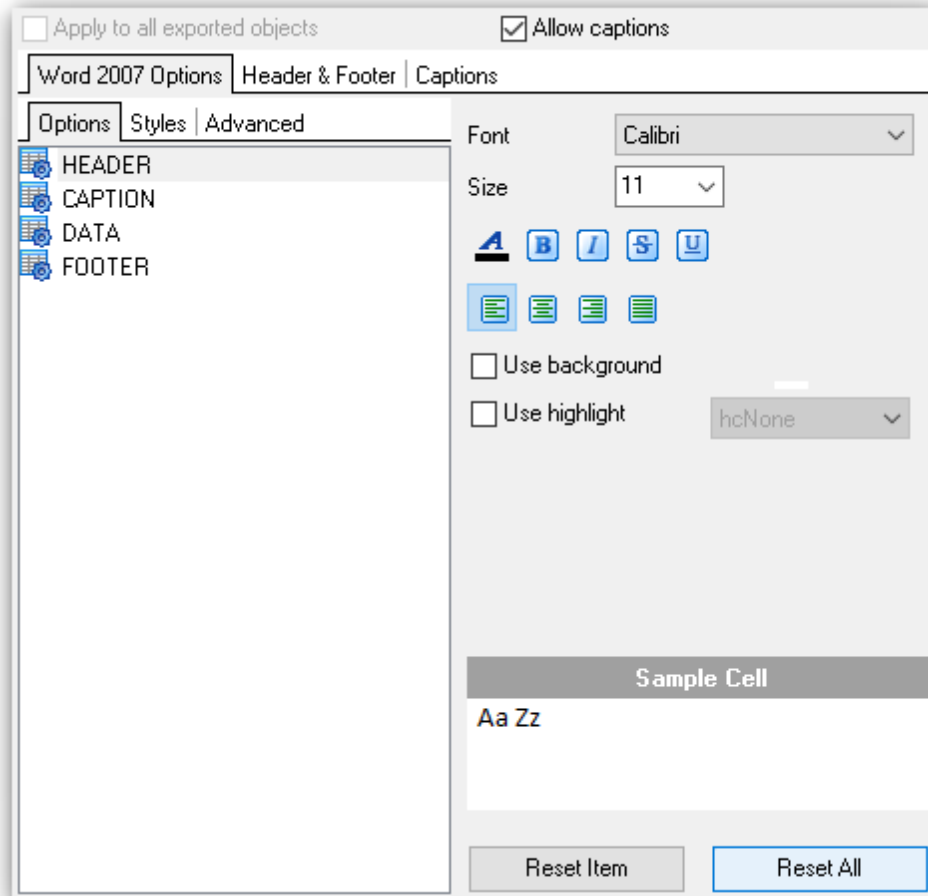 Apply to all exported objects Allow captions
Word 2007 Options Header & Footer Captions
Options Styles Advanced
HEADER
CAPTION
DATA
FOOTER
Font Calibri
Size 11
A B I S U
Use background
Use highlight hcNone
Sample Cell
Aa Zz
Reset Item Reset All